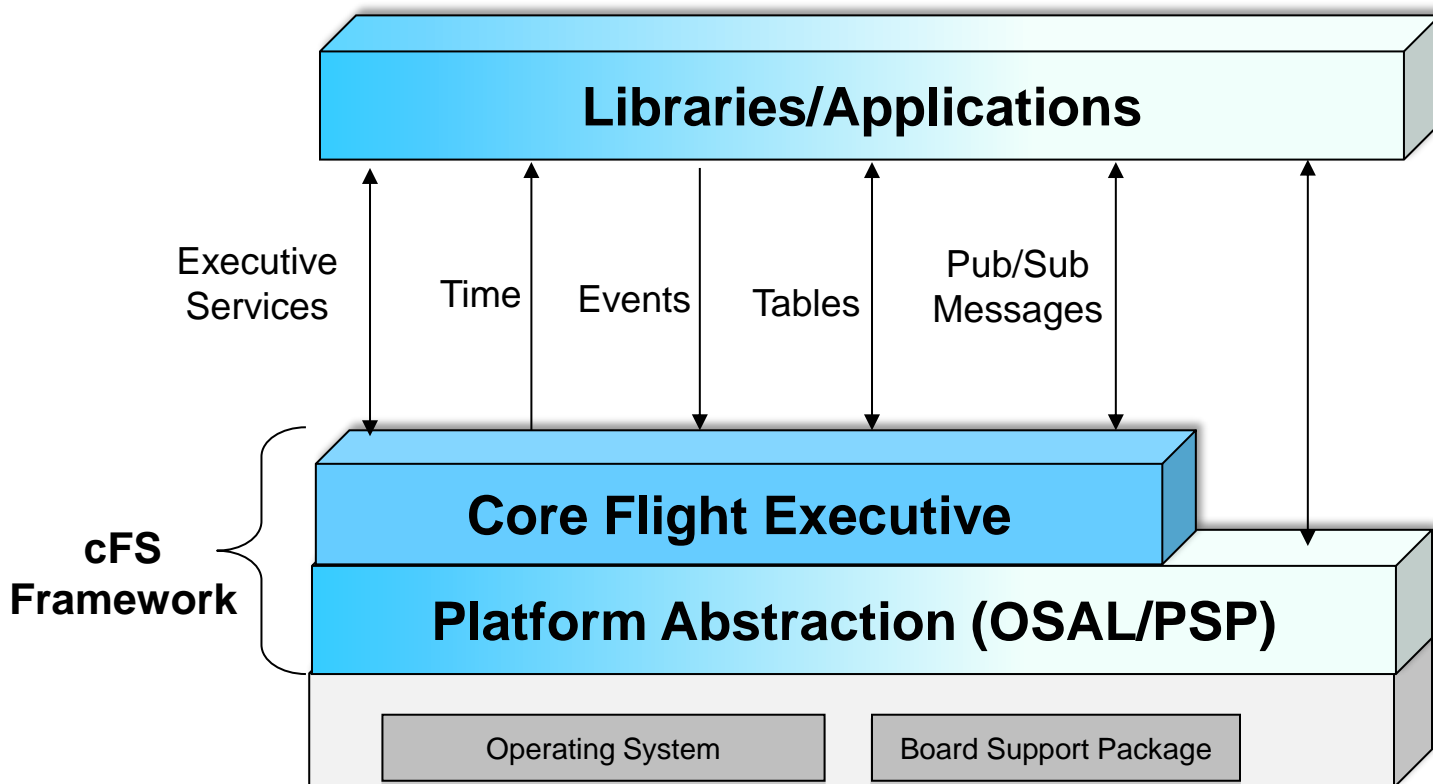 Libraries/Applications
Executive
Services
Time
Events
Tables
Pub/Sub
Messages
Core Flight Executive
cFS
Framework
Platform Abstraction (OSAL/PSP)
Operating System
Board Support Package